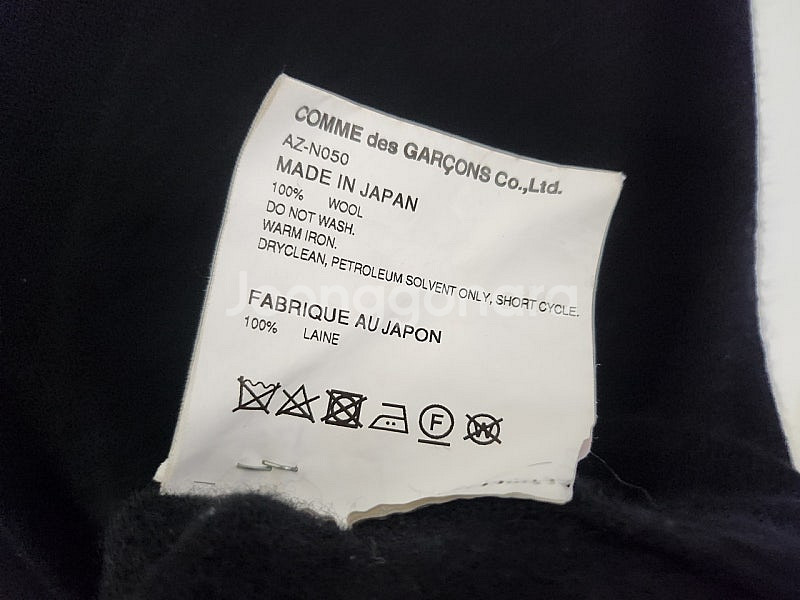 COMME des GARÇONS Co.,Ltd.
AZ-N050
MADE IN JAPAN
100% WOOL
DO NOT WASH.
WARM IRON.
DRYCLEAN, PETROLEUM SOLVENT ONLY, SHORT CYCLE.
Joonggonara
FABRIQUE AU JAPON
100% LAINE
F
W